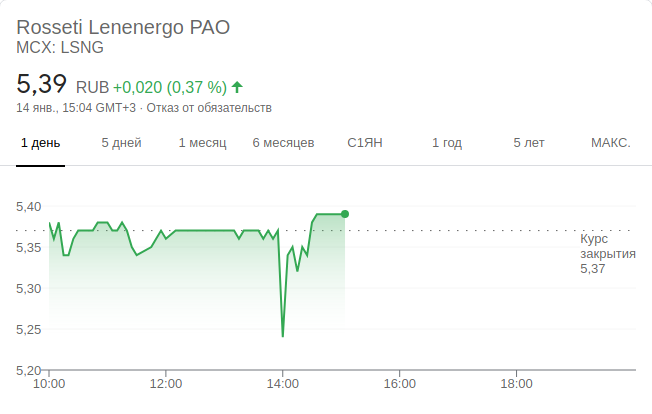 Rosseti Lenenergo PAO
MCX: LSNG
5,39 RUB +0,020 (0,37 %)
14 янв., 15:04 GMT+3 · Отказ от обязательств
1 день 5 дней 1 месяц 6 месяцев С1ЯН 1 год 5 лет МАКС.
5,40
Курс
закрытия
5,37
5,35
5,30
5,25
5,20
10:00 12:00 14:00 16:00 18:00